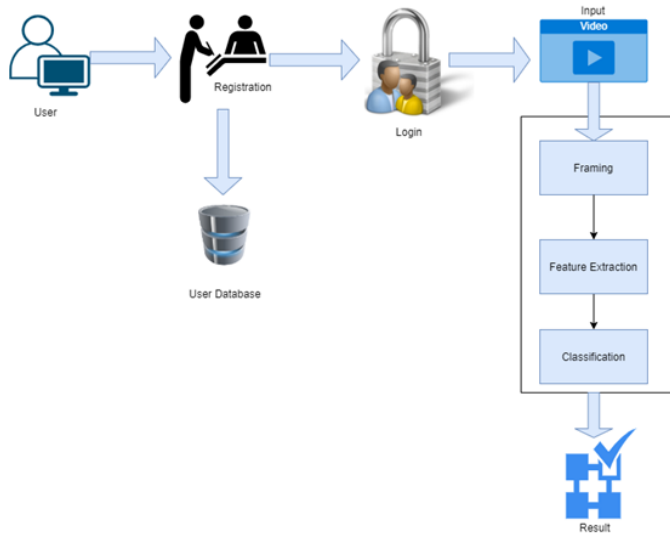 Input
Video
User
Registration
Login
Framing
User Database
Feature Extraction
Classification
Result